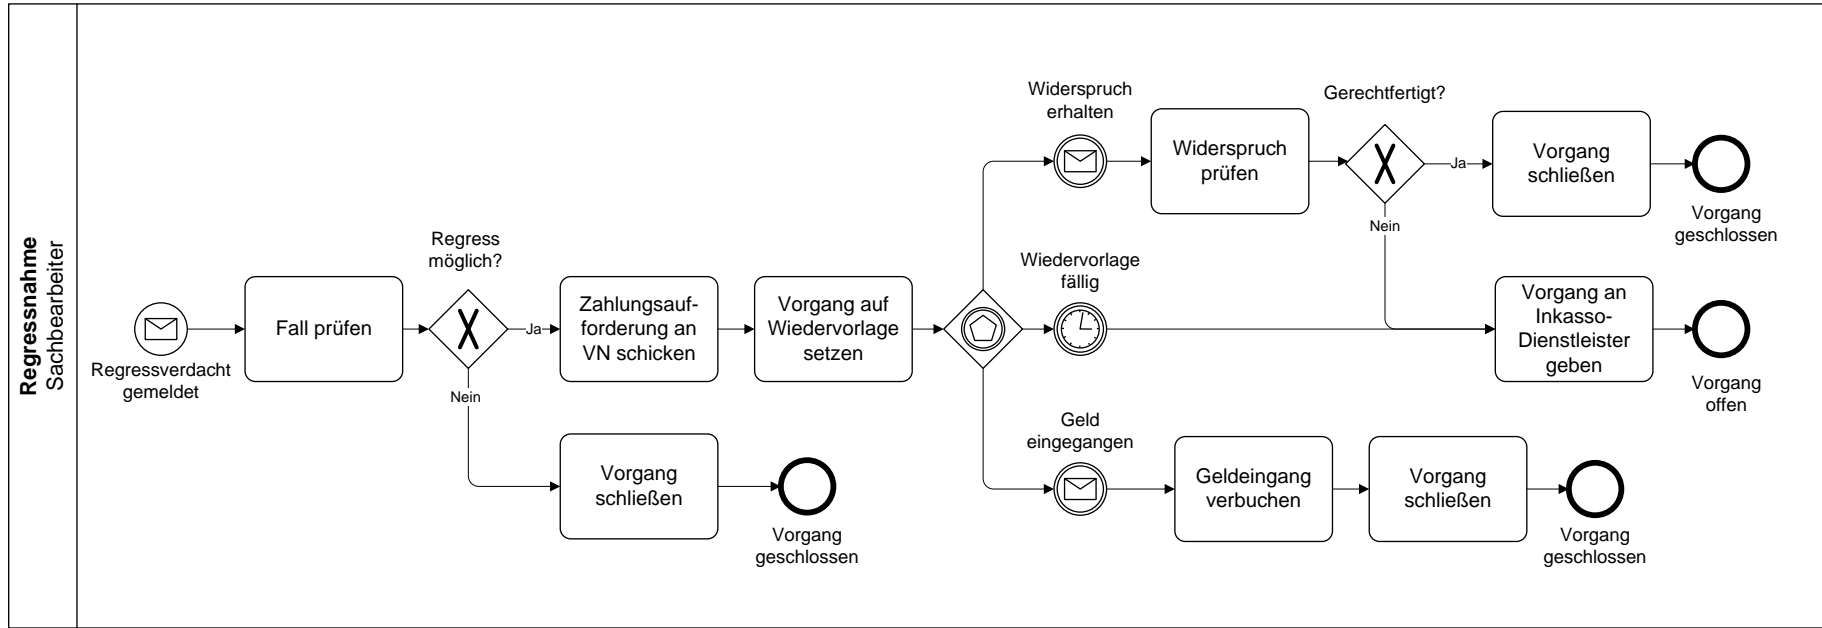 Regressnahme
Sachbearbeiter
Regressverdacht
gemeldet
Fall prüfen
Regress
möglich?
Ja
Nein
Zahlungsauf-
forderung an
VN schicken
Vorgang auf
Wiedervorlage
setzen
Vorgang
schließen
Vorgang
geschlossen
Widerspruch
erhalten
Widerspruch
prüfen
Gerechtfertigt?
Ja
Nein
Vorgang
schließen
Vorgang
geschlossen
Wiedervorlage
fällig
Vorgang an
Inkasso-
Dienstleister
geben
Vorgang
offen
Geld
eingegangen
Geldeingang
verbuchen
Vorgang
schließen
Vorgang
geschlossen